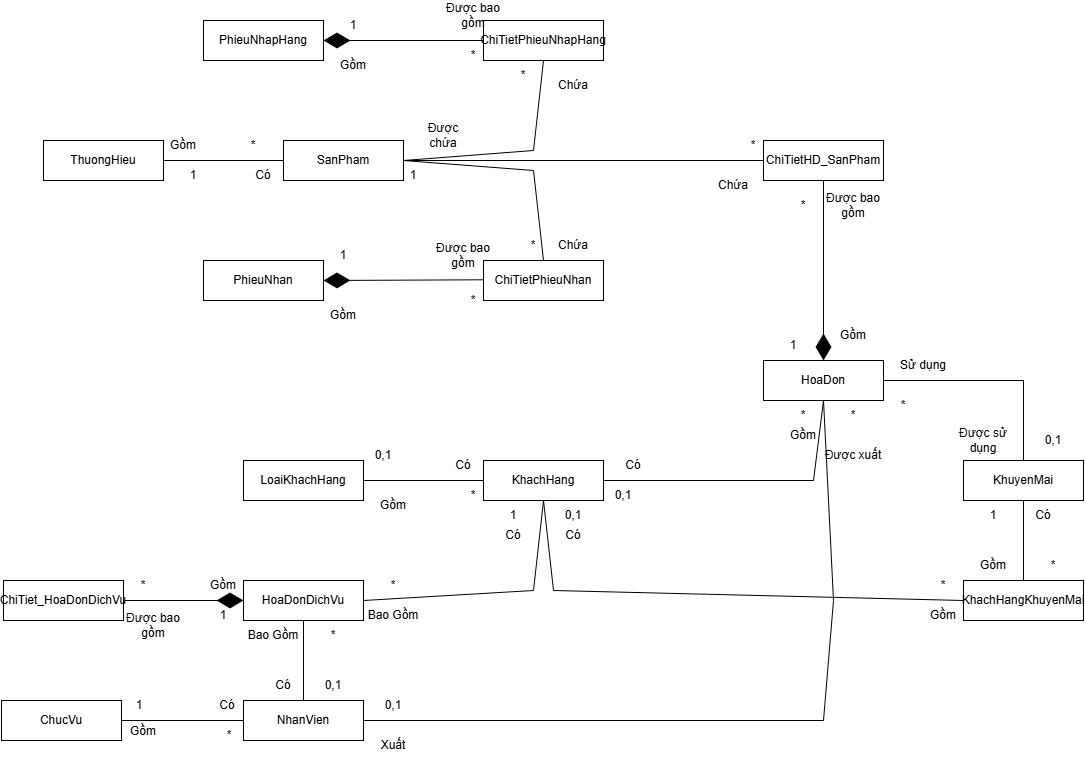 Được bao
gồm
1
PhieuNhapHang
ChiTietPhieuNhapHang
*
Gồm
*
Chứa
Được
chứa
Gồm
*
*
ThuongHieu
SanPham
ChiTietHD_SanPham
1
Có
1
Chứa
*
Được bao
gồm
Được bao
gồm
*
Chứa
1
PhieuNhan
ChiTietPhieuNhan
*
Gồm
1
Gồm
Sử dụng
HoaDon
*
*
*
Gồm
Được sử
dụng
0,1
Được xuất
0,1
Có
Có
LoaiKhachHang
KhachHang
KhuyenMai
*
0,1
Gồm
1
0,1
1
Có
Có
Có
Gồm
*
*
Gồm
*
*
ChiTiet_HoaDonDichVu
HoaDonDichVu
KhachHangKhuyenMai
1
Bao Gồm
Gồm
Được bao
gồm
Bao Gồm
*
Có
0,1
1
Có
0,1
ChucVu
NhanVien
Gồm
*
Xuất